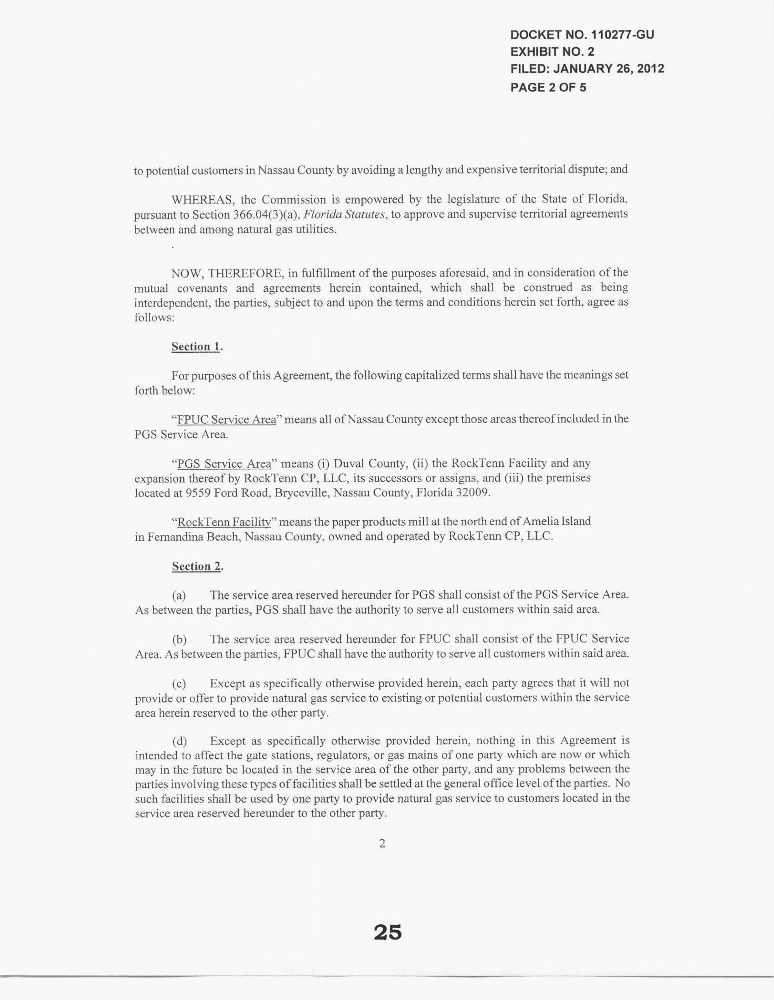 DOCKET NO. 110277-GU
EXHIBIT NO. 2
FILED: JANUARY 26, 2012
PAGE 2 OF 5
to potential customers in Nassau County by avoiding a lengthy and expensive territorial dispute; and
WHEREAS, the Commission is empowered by the legislature of the State of Florida,
pursuant to Section 366.04(3)(a), Florida Statutes, to approve and supervise territorial agreements
between and among natural gas utilities.
NOW, THEREFORE, in fulfillment of the purposes aforesaid, and in consideration of the
mutual covenants and agreements herein contained, which shall be construed as being
interdependent, the parties, subject to and upon the terms and conditions herein set forth, agree as
follows:
Section 1.
For purposes of this Agreement, the following capitalized terms shall have the meanings set
forth below:
“FPUC Service Area” means all of Nassau County except those areas thereof included in the
PGS Service Area.
“PGS Service Area” means (i) Duval County, (ii) the RockTenn Facility and any
expansion thereof by RockTenn CP, LLC, its successors or assigns, and (iii) the premises
located at 9559 Ford Road, Bryceville, Nassau County, Florida 32009.
“RockTenn Facility” means the paper products mill at the north end of Amelia Island
in Fernandina Beach, Nassau County, owned and operated by RockTenn CP, LLC.
Section 2.
(a) The service area reserved hereunder for PGS shall consist of the PGS Service Area.
As between the parties, PGS shall have the authority to serve all customers within said area.
(b) The service area reserved hereunder for FPUC shall consist of the FPUC Service
Area. As between the parties, FPUC shall have the authority to serve all customers within said area.
(c) Except as specifically otherwise provided herein, each party agrees that it will not
provide or offer to provide natural gas service to existing or potential customers within the service
area herein reserved to the other party.
(d) Except as specifically otherwise provided herein, nothing in this Agreement is
intended to affect the gate stations, regulators, or gas mains of one party which are now or which
may in the future be located in the service area of the other party, and any problems between the
parties involving these types of facilities shall be settled at the general office level of the parties. No
such facilities shall be used by one party to provide natural gas service to customers located in the
service area reserved hereunder to the other party.
2
25